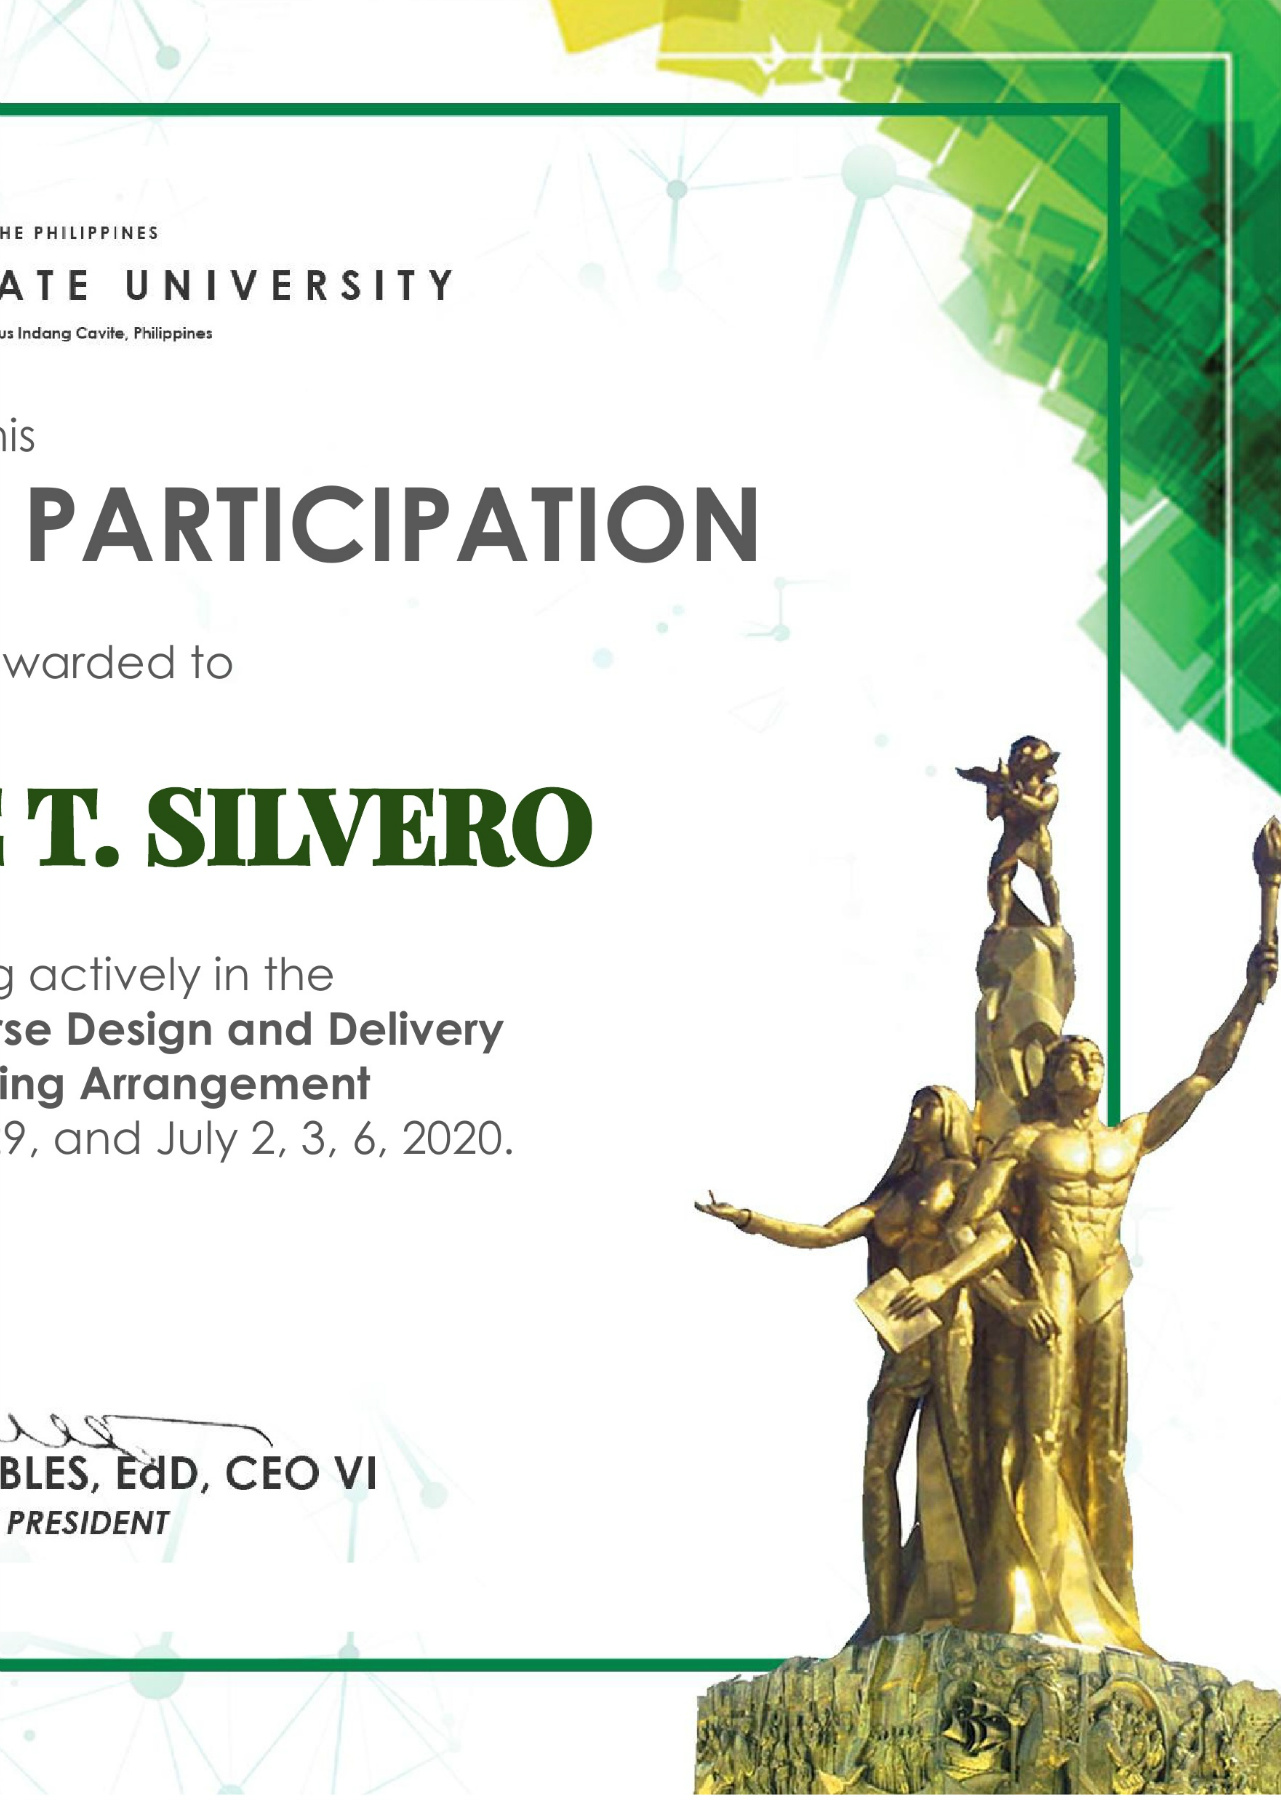 HE PHILIPPINES
ATE UNIVERSITY
us Indang Cavite, Philippines
his
PARTICIPATION
warded to
E T. SILVERO
g actively in the
rse Design and Delivery
ing Arrangement
29, and July 2, 3, 6, 2020.
BLES, EdD, CEO VI
PRESIDENT